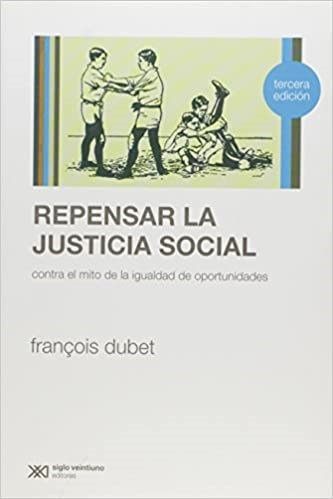 tercera
edición
REPENSAR LA
JUSTICIA SOCIAL
contra el mito de la igualdad de oportunidades
françois dubet
siglo veintiuno
editores